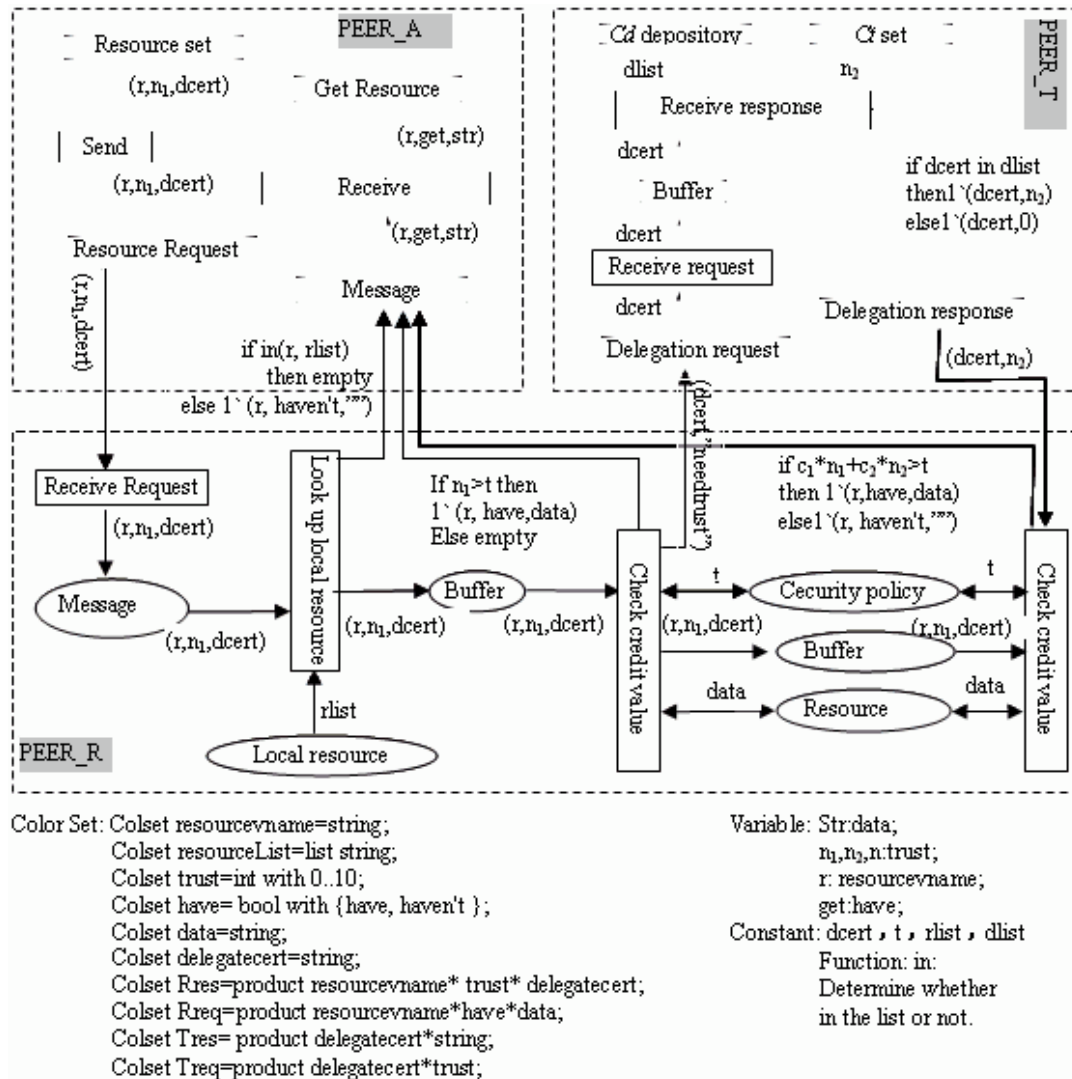 PEER_A
Resource set
(r,n₁,dcert)
Get Resource
Send
(r,get,str)
(r,n₁,dcert)
Receive
(r,get,str)
Resource Request
Message
(r,n₁,dcert)
if in(r, rlist)
then empty
else 1`(r, haven't,"")
PEER_T
Cd depository
Ct set
dlist
n₂
Receive response
dcert
if dcert in dlist
then1`(dcert,n₂)
else1`(dcert,0)
Buffer
dcert
Receive request
dcert
Delegation response
Delegation request
(dcert,n₂)
(dcert,"needtrust")
Receive Request
(r,n₁,dcert)
Message
(r,n₁,dcert)
Look up local resource
If n₁>t then
1`(r, have,data)
Else empty
if c₁*n₁+c₂*n₂>t
then 1`(r,have,data)
else1`(r, haven't,"")
Buffer
(r,n₁,dcert)
(r,n₁,dcert)
Check credit value
t
Cecurity policy
t
(r,n₁,dcert)
Buffer
(r,n₁,dcert)
data
Resource
data
Check credit value
rlist
Local resource
PEER_R
Color Set: Colset resourcevname=string;
Colset resourceList=list string;
Colset trust=int with 0..10;
Colset have= bool with {have, haven't };
Colset data=string;
Colset delegatecert=string;
Colset Rres=product resourcevname* trust* delegatecert;
Colset Rreq=product resourcevname*have*data;
Colset Tres= product delegatecert*string;
Colset Treq=product delegatecert*trust;
Variable: Str:data;
n₁,n₂,n:trust;
r: resourcevname;
get:have;
Constant: dcert , t , rlist , dlist
Function: in:
Determine whether
in the list or not.